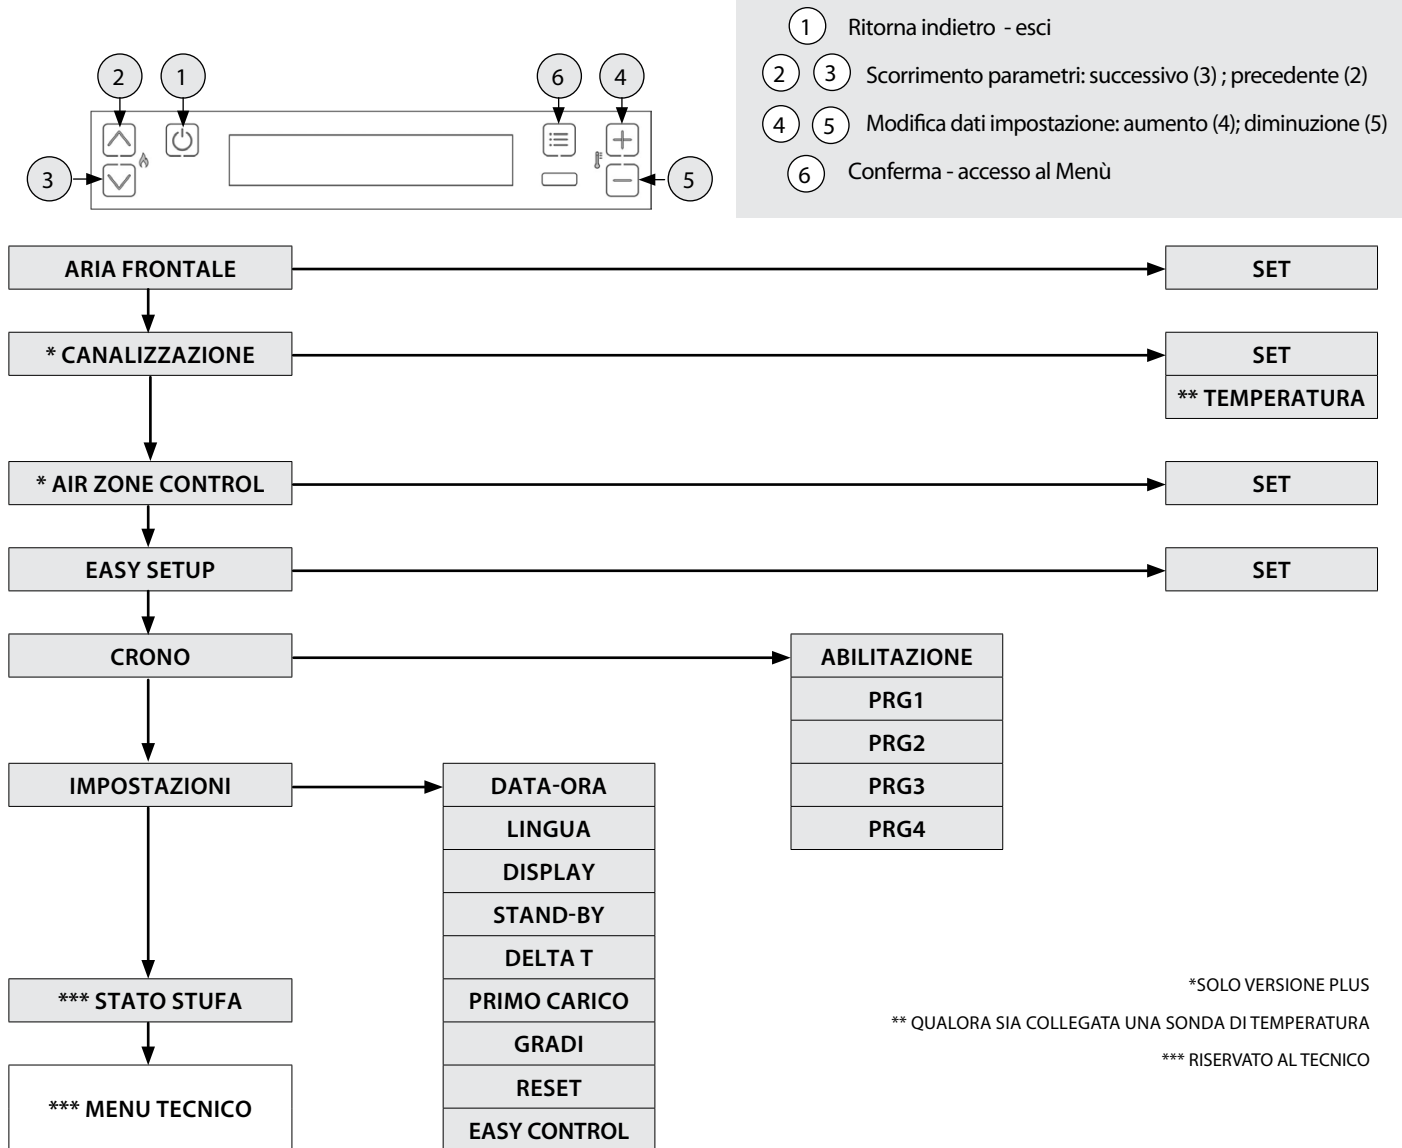 1 Ritorna indietro - esci
2 3 Scorrimento parametri: successivo (3) ; precedente (2)
4 5 Modifica dati impostazione: aumento (4); diminuzione (5)
6 Conferma - accesso al Menù
2
1
6
4
3
5
ARIA FRONTALE
SET
* CANALIZZAZIONE
SET
** TEMPERATURA
* AIR ZONE CONTROL
SET
EASY SETUP
SET
CRONO
ABILITAZIONE
PRG1
PRG2
PRG3
PRG4
IMPOSTAZIONI
DATA-ORA
LINGUA
DISPLAY
STAND-BY
DELTA T
PRIMO CARICO
GRADI
RESET
EASY CONTROL
*** STATO STUFA
*** MENU TECNICO
*SOLO VERSIONE PLUS
** QUALORA SIA COLLEGATA UNA SONDA DI TEMPERATURA
*** RISERVATO AL TECNICO